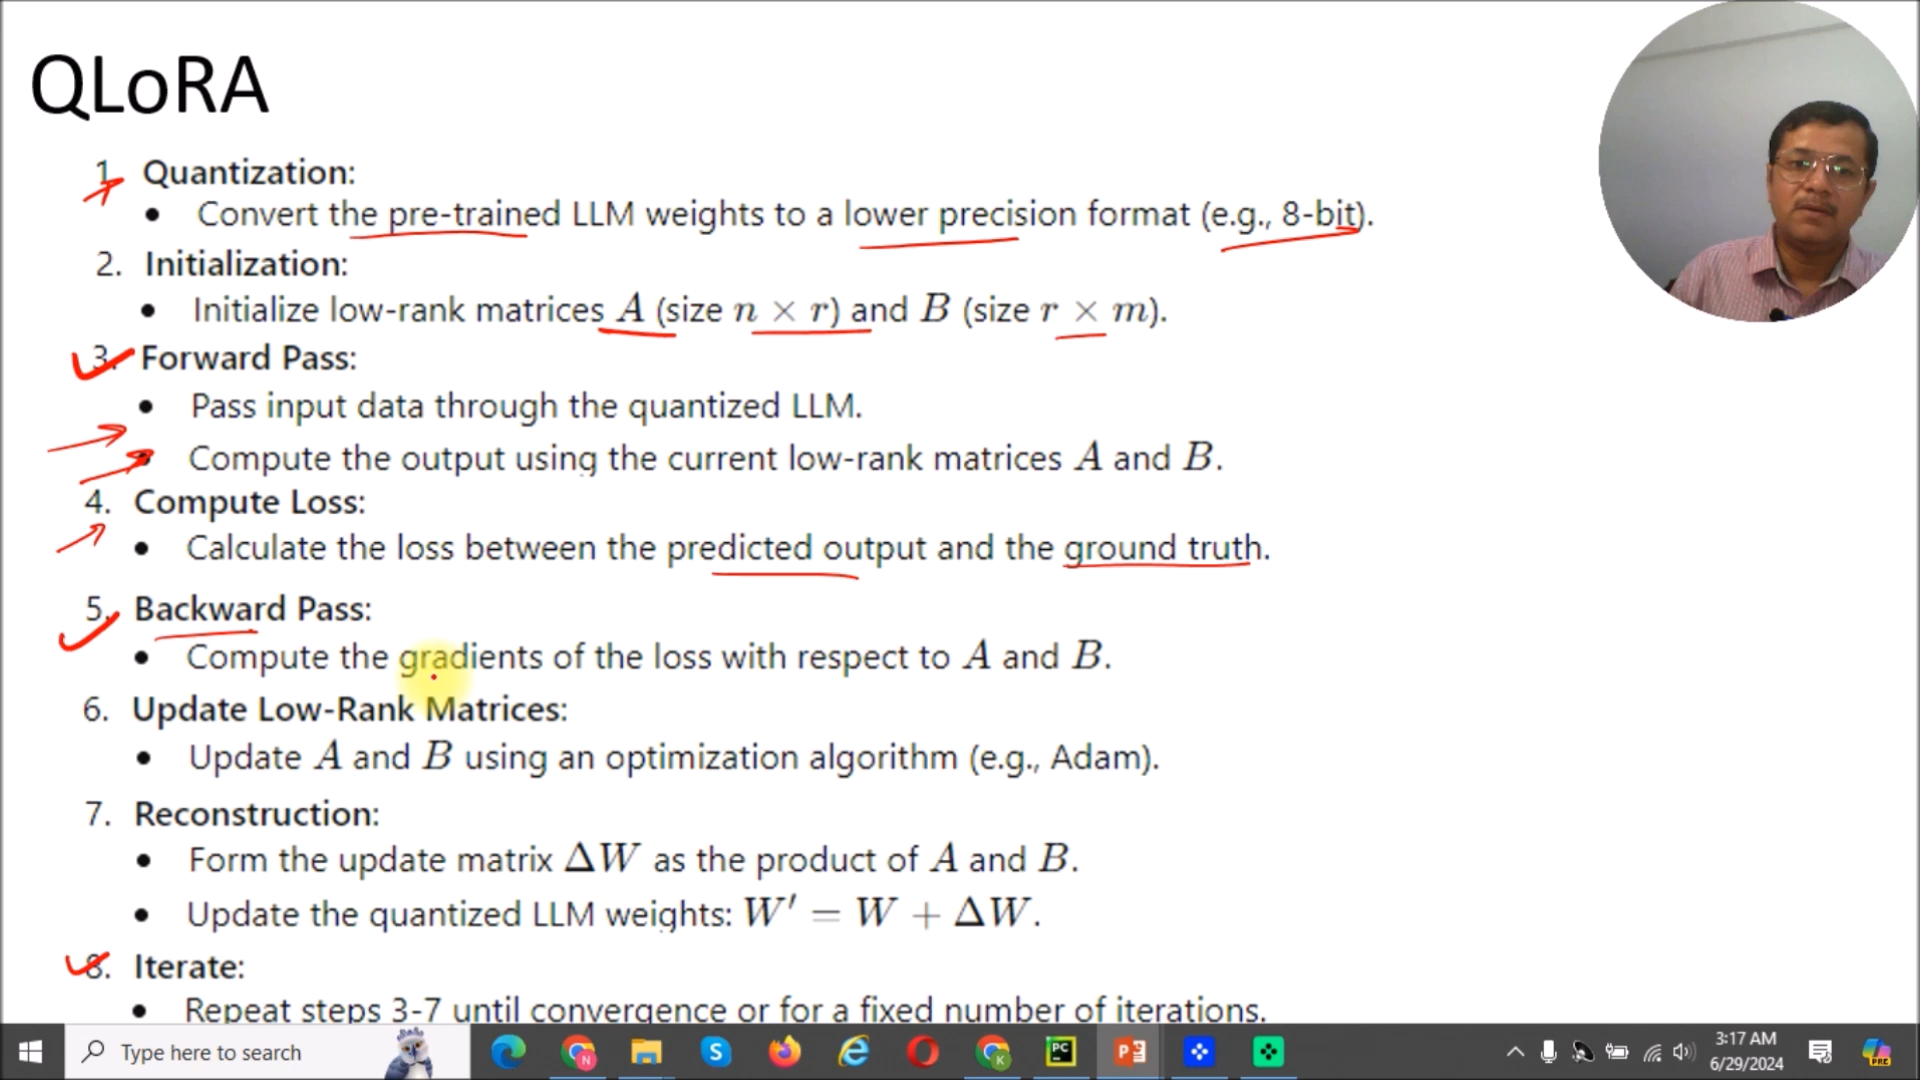 QLoRA
1. Quantization:
• Convert the pre-trained LLM weights to a lower precision format (e.g., 8-bit).
2. Initialization:
• Initialize low-rank matrices A (size n × r) and B (size r × m).
3. Forward Pass:
• Pass input data through the quantized LLM.
• Compute the output using the current low-rank matrices A and B.
4. Compute Loss:
• Calculate the loss between the predicted output and the ground truth.
5. Backward Pass:
• Compute the gradients of the loss with respect to A and B.
6. Update Low-Rank Matrices:
• Update A and B using an optimization algorithm (e.g., Adam).
7. Reconstruction:
• Form the update matrix ΔW as the product of A and B.
• Update the quantized LLM weights: W′ = W + ΔW.
8. Iterate:
• Repeat steps 3-7 until convergence or for a fixed number of iterations.
Type here to search
N
S
K
PC
P
3:17 AM
6/29/2024
PRE